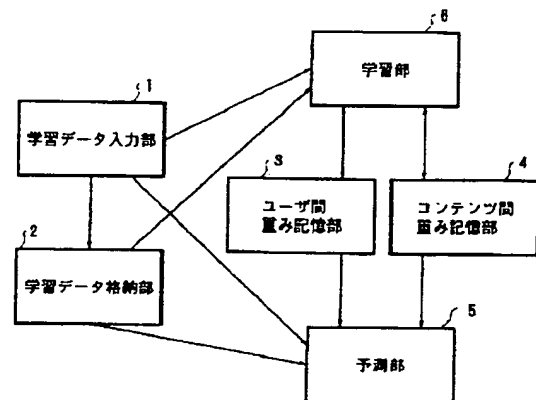 6
学習部
1
学習データ入力部
3
ユーザ間
重み記憶部
4
コンテンツ間
重み記憶部
2
学習データ格納部
5
予測部